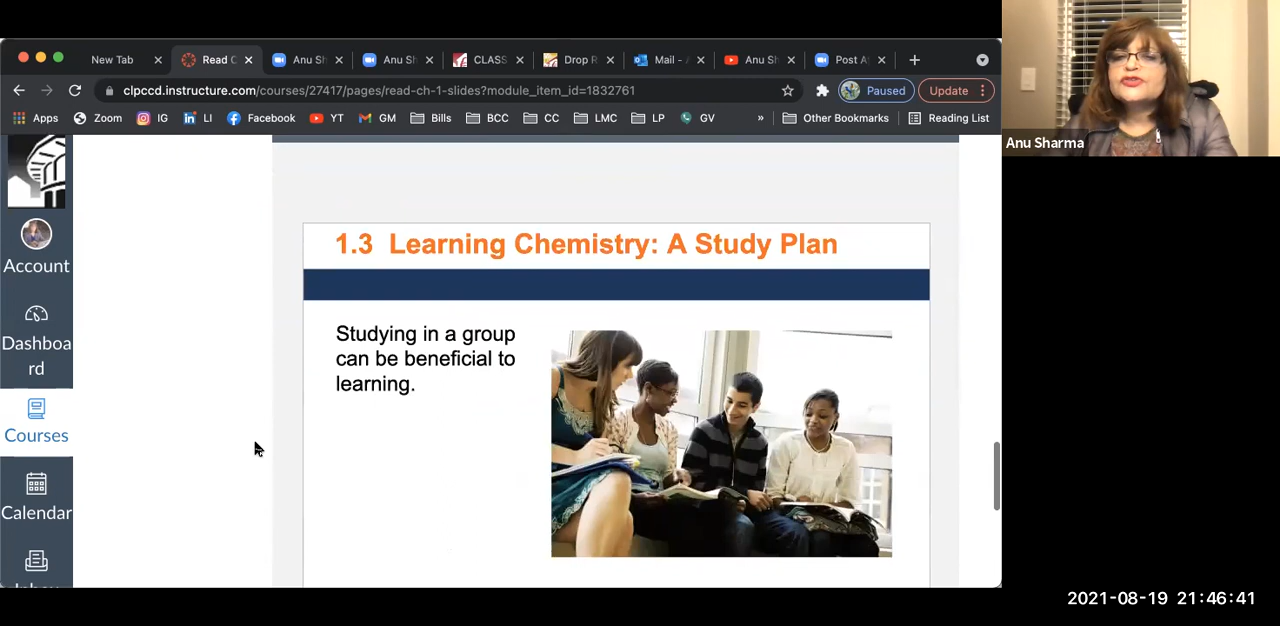 New Tab
Read C
Anu Sh
Anu Sh
CLASS
Drop R
Mail - 
Anu Sh
Post A
clpccd.instructure.com/courses/27417/pages/read-ch-1-slides?module_item_id=1832761
Paused
Update
Apps
Zoom
IG
LI
Facebook
YT
GM
Bills
BCC
CC
LMC
LP
GV
»
Other Bookmarks
Reading List
Anu Sharma
Account
Dashboa
rd
Courses
Calendar
1.3 Learning Chemistry: A Study Plan
Studying in a group
can be beneficial to
learning.
2021-08-19 21:46:41